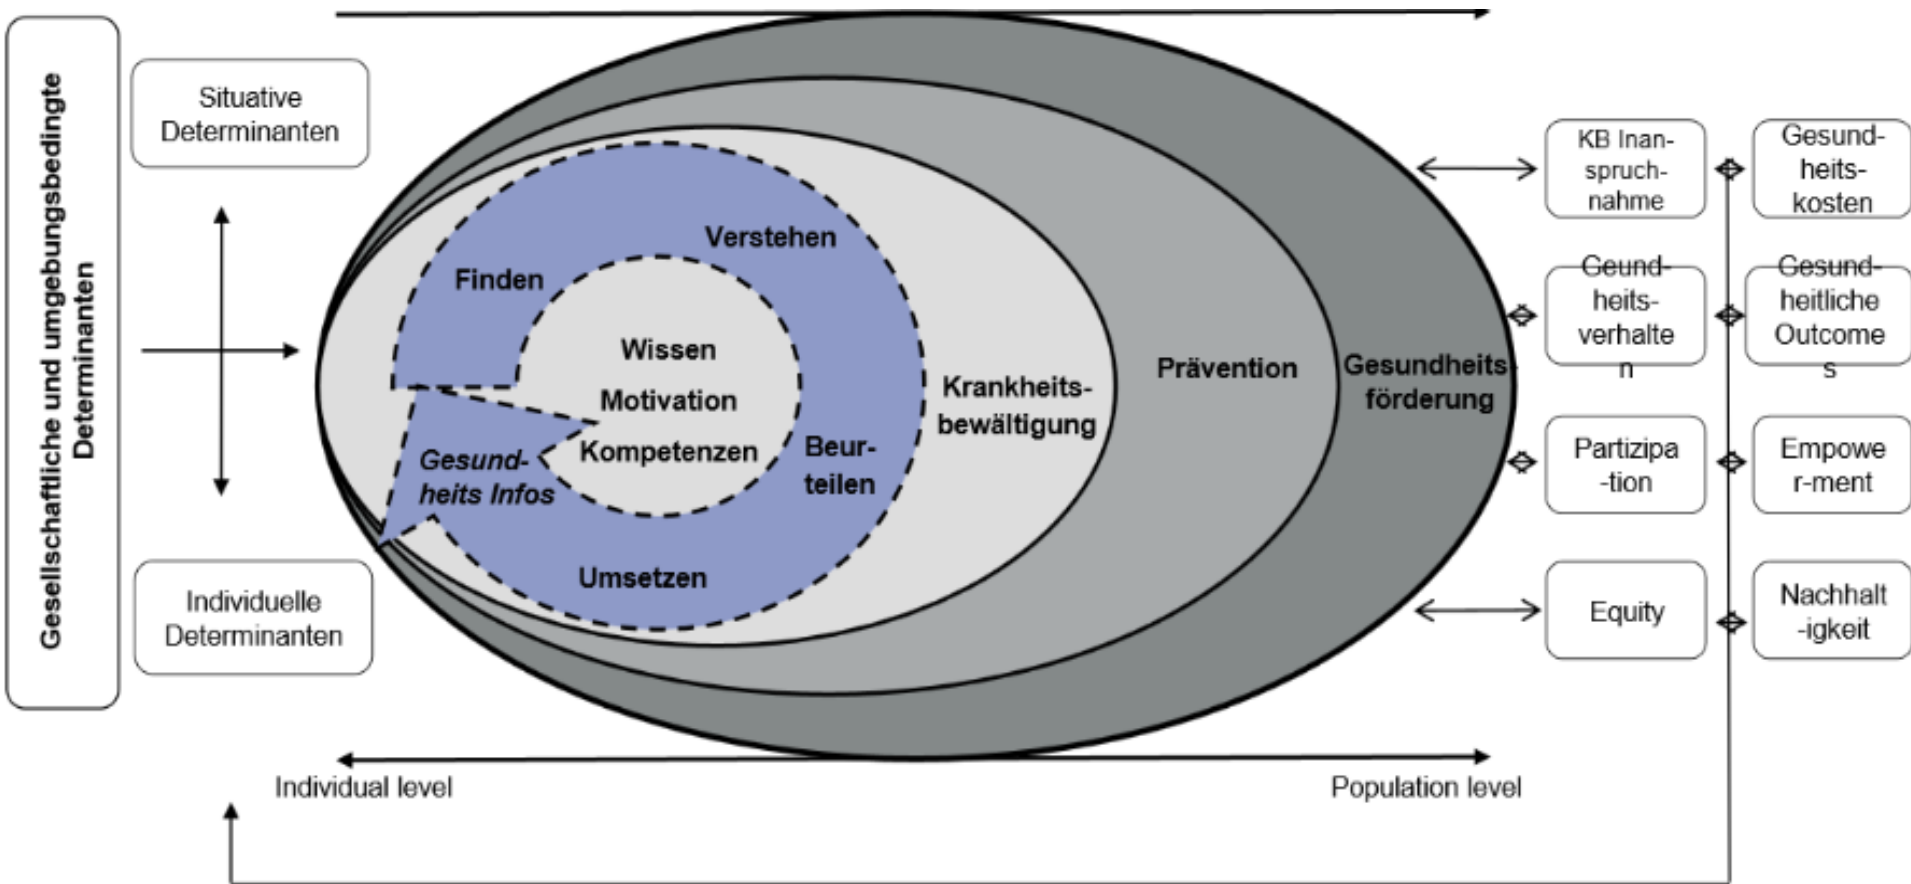 Gesellschaftliche und umgebungsbedingte
Determinanten
Situative
Determinanten
Individuelle
Determinanten
Finden
Verstehen
Beur-
teilen
Umsetzen
Gesund-
heits Infos
Wissen
Motivation
Kompetenzen
Krankheits-
bewältigung
Prävention
Gesundheits
förderung
KB Inan-
spruch-
nahme
Geund-
heits-
verhalte
n
Partizipa
-tion
Equity
Gesund-
heits-
kosten
Gesund-
heitliche
Outcome
s
Empowe
r-ment
Nachhalt
-igkeit
Individual level
Population level